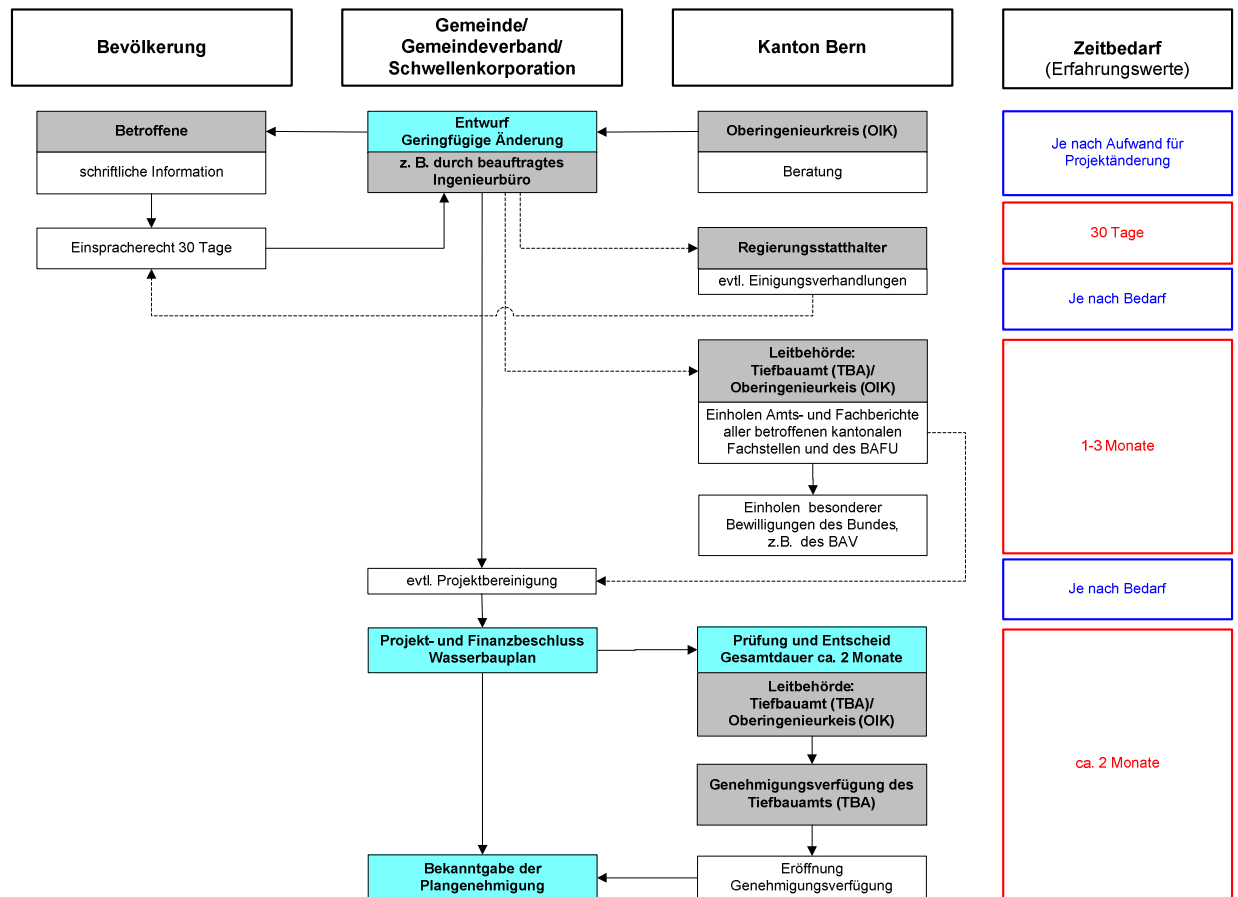 Bevölkerung
Gemeinde/
Gemeindeverband/
Schwellenkorporation
Kanton Bern
Zeitbedarf
(Erfahrungswerte)
Betroffene
schriftliche Information
Entwurf
Geringfügige Änderung
z. B. durch beauftragtes
Ingenieurbüro
Oberingenieurkreis (OIK)
Beratung
Je nach Aufwand für
Projektänderung
Einspracherecht 30 Tage
Regierungsstatthalter
evtl. Einigungsverhandlungen
30 Tage
Je nach Bedarf
Leitbehörde:
Tiefbauamt (TBA)/
Oberingenieurkeis (OIK)
Einholen Amts- und Fachberichte
aller betroffenen kantonalen
Fachstellen und des BAFU
Einholen besonderer
Bewilligungen des Bundes,
z.B. des BAV
1-3 Monate
evtl. Projektbereinigung
Je nach Bedarf
Projekt- und Finanzbeschluss
Wasserbauplan
Prüfung und Entscheid
Gesamtdauer ca. 2 Monate
Leitbehörde:
Tiefbauamt (TBA)/
Oberingenieurkeis (OIK)
Genehmigungsverfügung des
Tiefbauamts (TBA)
ca. 2 Monate
Bekanntgabe der
Plangenehmigung
Eröffnung
Genehmigungsverfügung